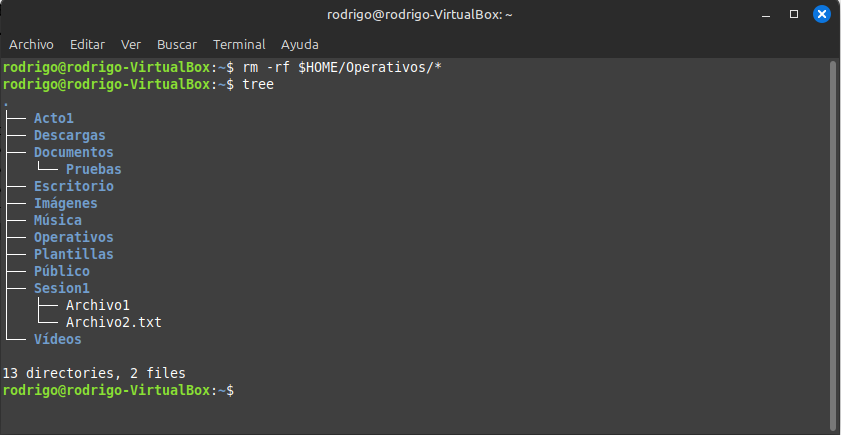 rodrigo@rodrigo-VirtualBox: ~
Archivo Editar Ver Buscar Terminal Ayuda
rodrigo@rodrigo-VirtualBox:~$ rm -rf $HOME/Operativos/*
rodrigo@rodrigo-VirtualBox:~$ tree
.
├── Acto1
├── Descargas
├── Documentos
│   └── Pruebas
├── Escritorio
├── Imágenes
├── Música
├── Operativos
├── Plantillas
├── Público
├── Sesion1
│   ├── Archivo1
│   └── Archivo2.txt
└── Vídeos
13 directories, 2 files
rodrigo@rodrigo-VirtualBox:~$